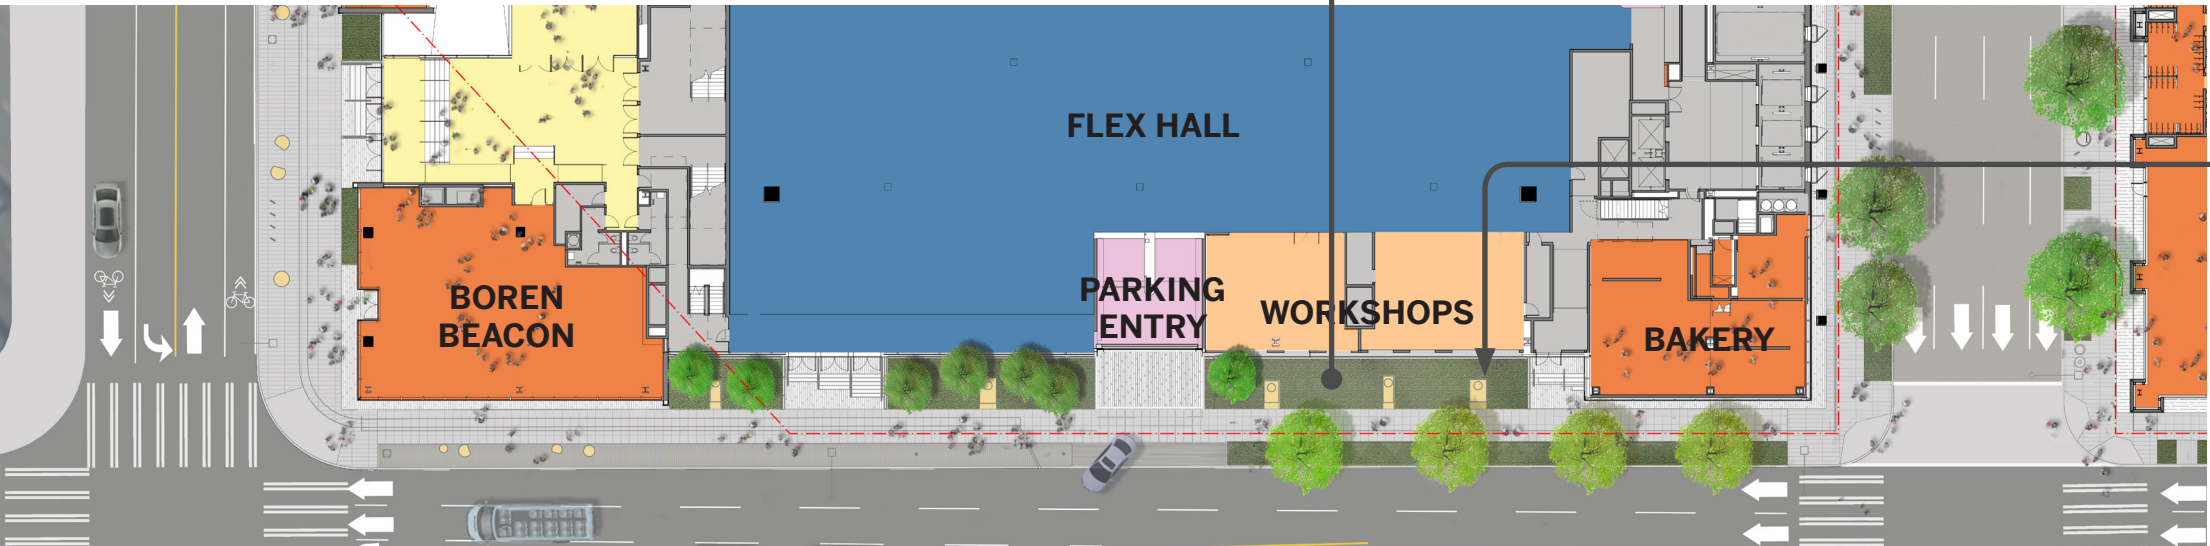 FLEX HALL
BOREN
BEACON
PARKING
ENTRY
WORKSHOPS
BAKERY